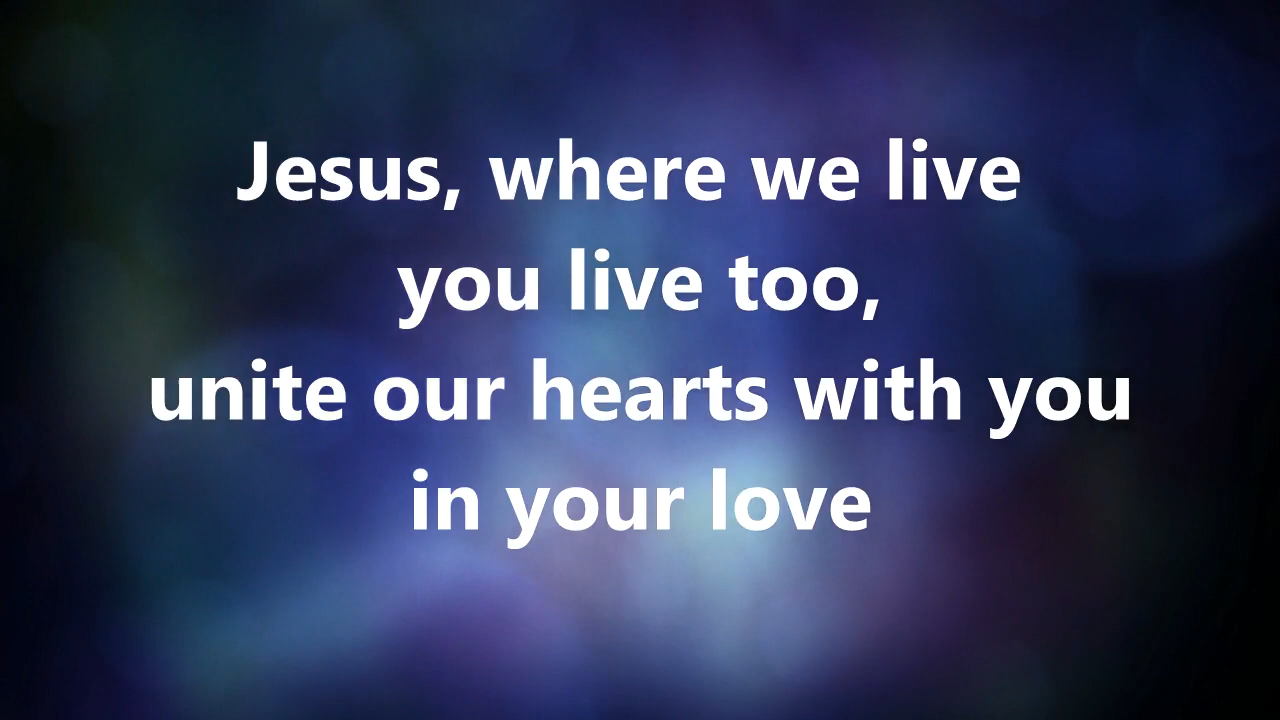 Jesus, where we live
you live too,
unite our hearts with you
in your love